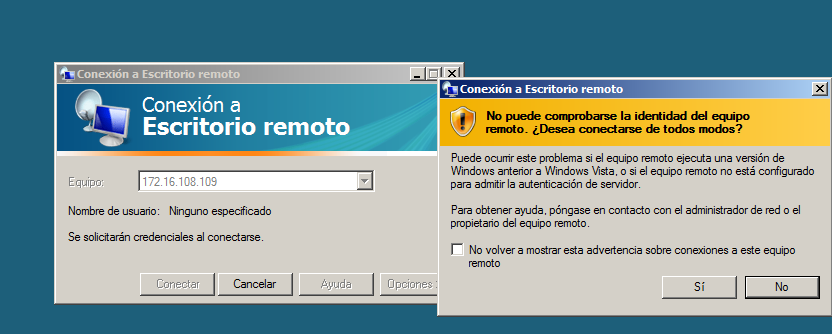 Conexión a Escritorio remoto
Conexión a
Escritorio remoto
Equipo:
172.16.108.109
Nombre de usuario: Ninguno especificado
Se solicitarán credenciales al conectarse.
Conectar
Cancelar
Ayuda
Opciones
Conexión a Escritorio remoto
No puede comprobarse la identidad del equipo
remoto. ¿Desea conectarse de todos modos?
Puede ocurrir este problema si el equipo remoto ejecuta una versión de
Windows anterior a Windows Vista, o si el equipo remoto no está configurado
para admitir la autenticación de servidor.
Para obtener ayuda, póngase en contacto con el administrador de red o el
propietario del equipo remoto.
No volver a mostrar esta advertencia sobre conexiones a este equipo
remoto
Sí
No